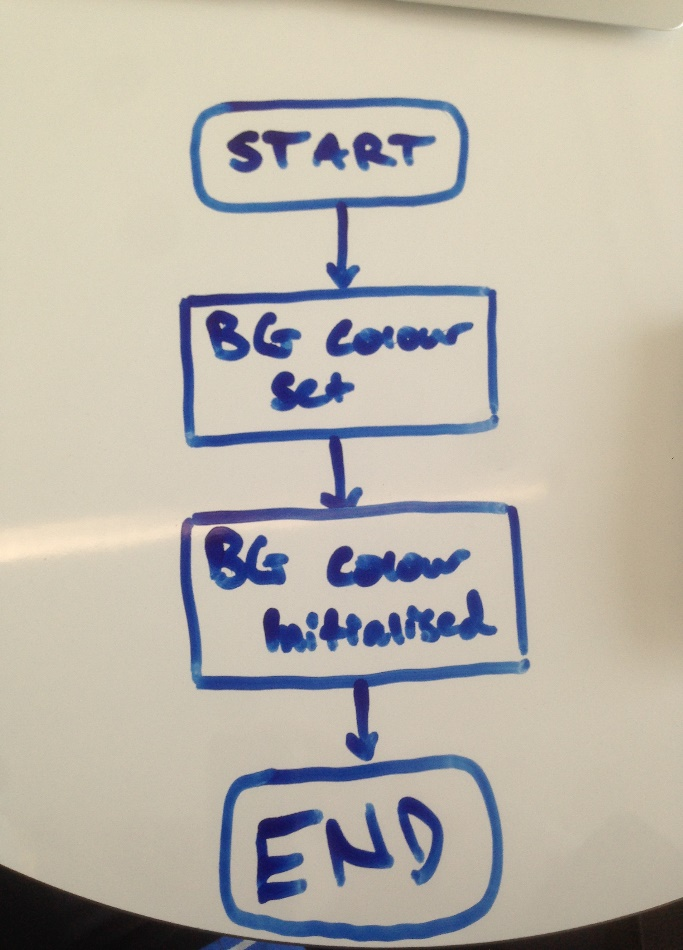 START
BG Colour
Set
BG Colour
Initialised
END